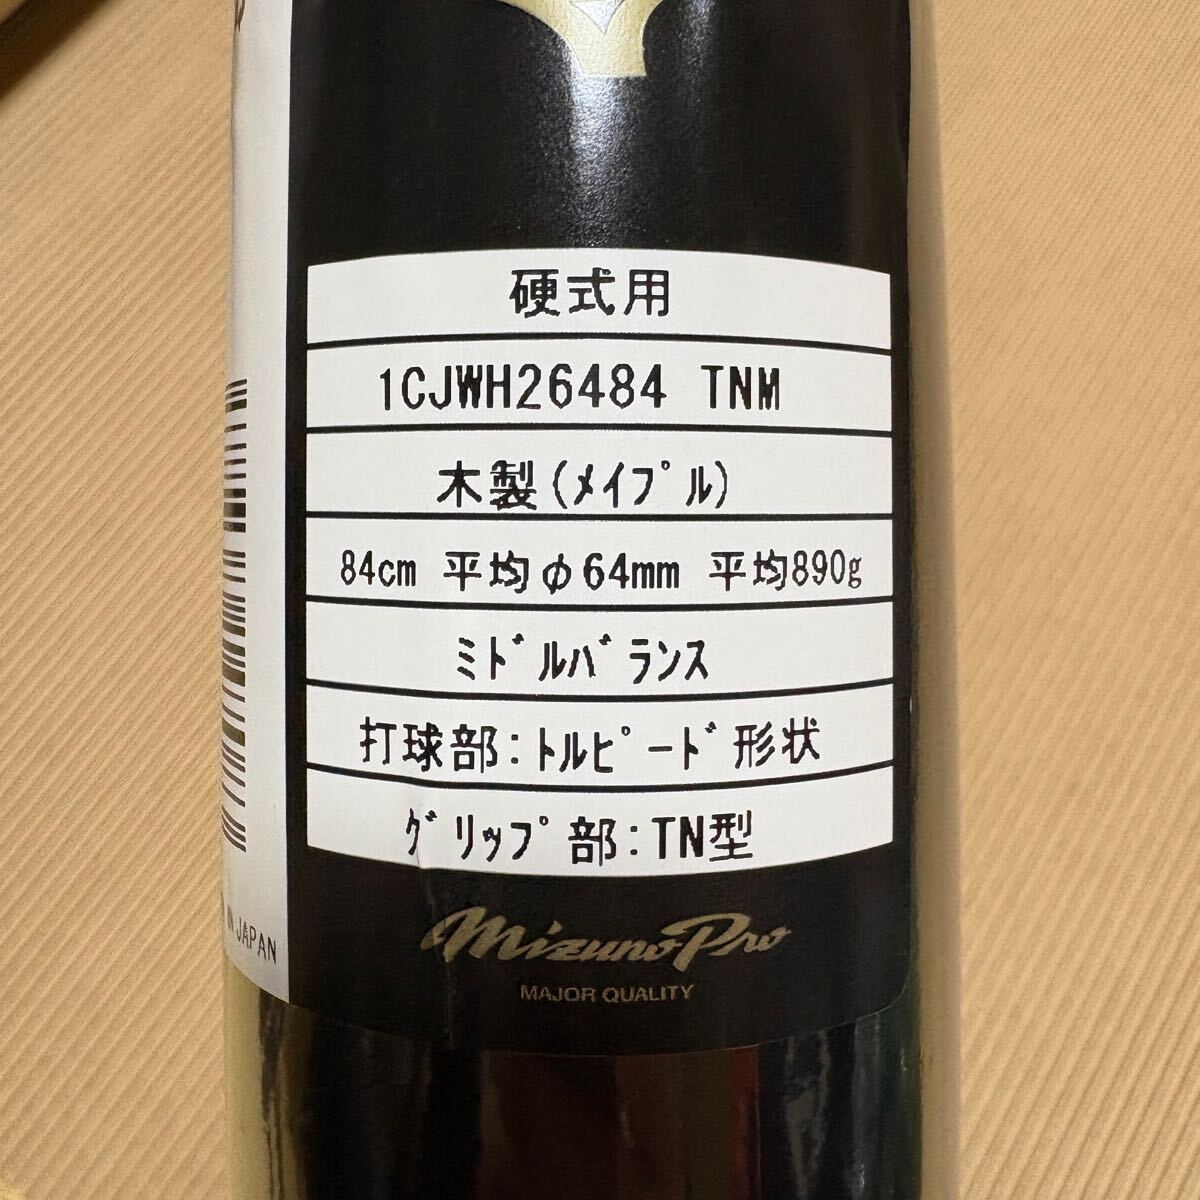 硬式用
1CJWH26484 TNM
木製(ﾒｲﾌﾟﾙ)
84cm 平均φ64mm 平均890g
ﾐﾄﾞﾙﾊﾞﾗﾝｽ
打球部:ﾄﾙﾋﾟｰﾄﾞ形状
ｸﾞﾘｯﾌﾟ部:TN型
Mizuno Pro
MAJOR QUALITY
IN JAPAN